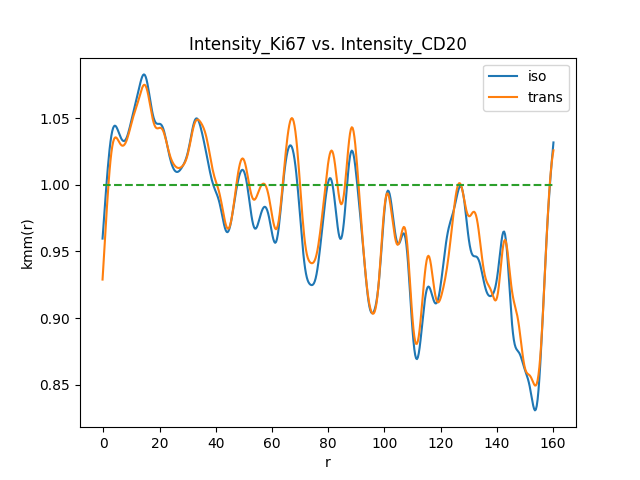 Intensity_Ki67 vs. Intensity_CD20
iso
trans
kmm(r)
1.05
1.00
0.95
0.90
0.85
0 20 40 60 80 100 120 140 160
r